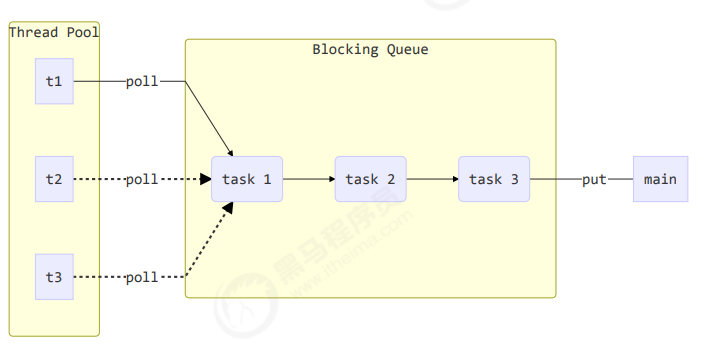 Thread Pool
Blocking Queue
t1
poll
t2
poll
task 1
task 2
task 3
put
main
t3
poll
黑马程序员
www.itheima.com